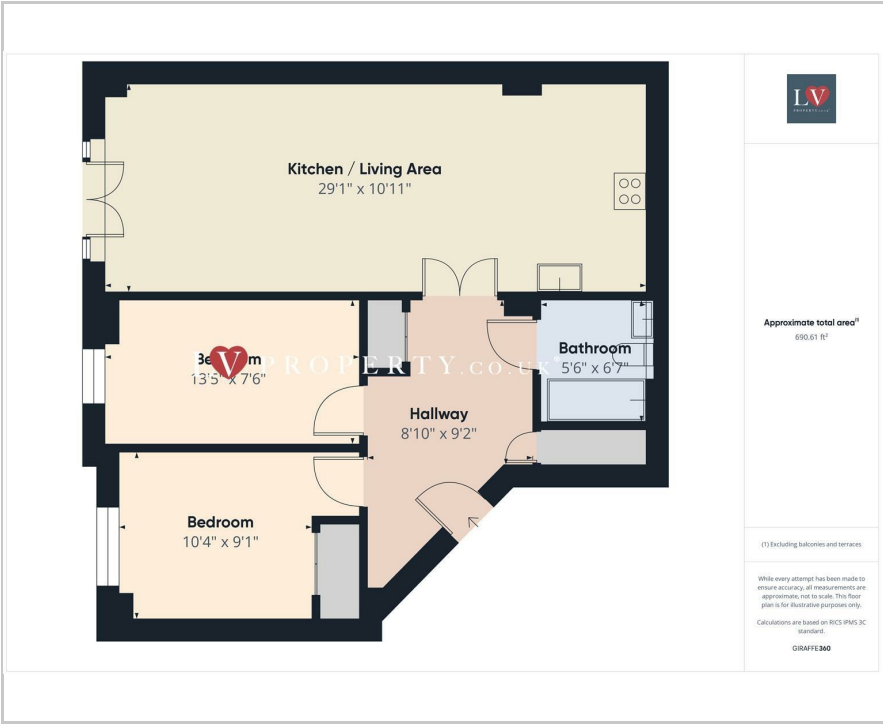 Kitchen / Living Area
29'1" x 10'11"
Bedroom
13'5" x 7'6"
LV PROPERTY.CO.UK
Bathroom
5'6" x 6'7"
Hallway
8'10" x 9'2"
Bedroom
10'4" x 9'1"
LV
Approximate total area⁽¹⁾
690.61 ft²
(1) Excluding balconies and terraces
While every attempt has been made to
ensure accuracy, all measurements are
approximate, not to scale. This floor
plan is for illustrative purposes only.
Calculations are based on RICS IPMS 3C
standard.
GIRAFFE360